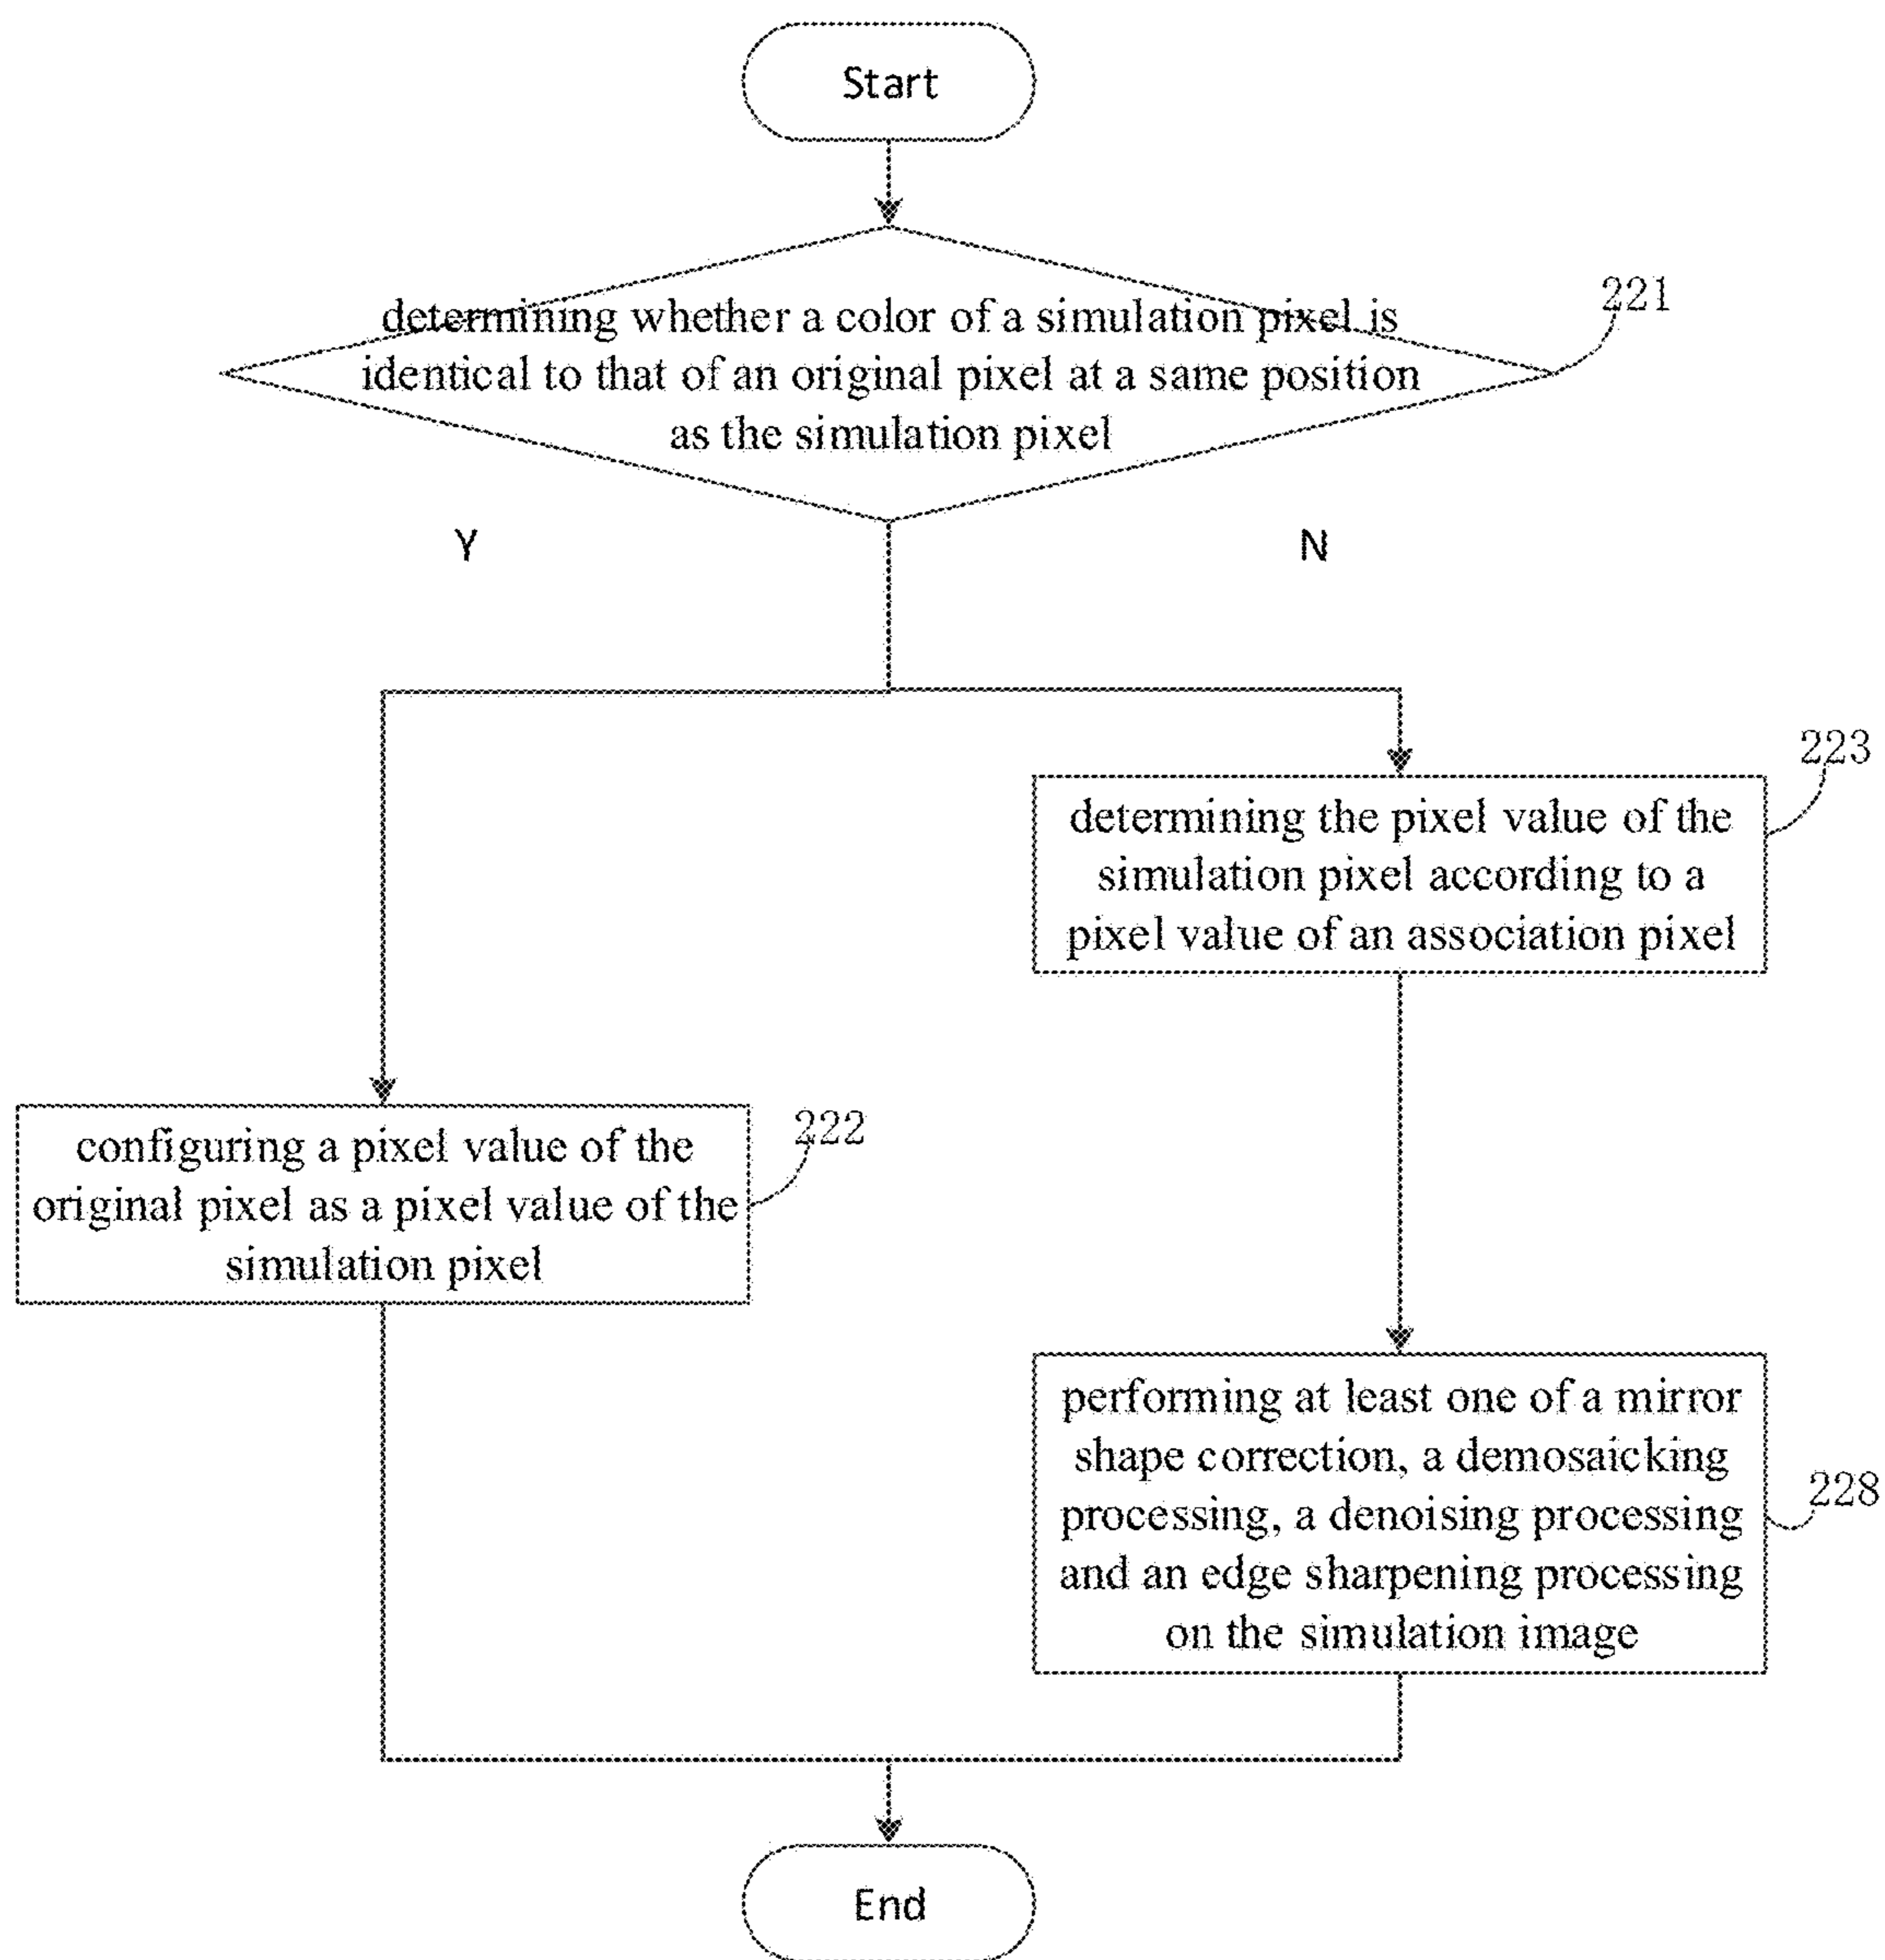 Start
determining whether a color of a simulation pixel is
identical to that of an original pixel at a same position
as the simulation pixel
221
Y
N
223
determining the pixel value of the
simulation pixel according to a
pixel value of an association pixel
222
configuring a pixel value of the
original pixel as a pixel value of the
simulation pixel
performing at least one of a mirror
shape correction, a demosaicking
processing, a denoising processing
and an edge sharpening processing
on the simulation image
228
End